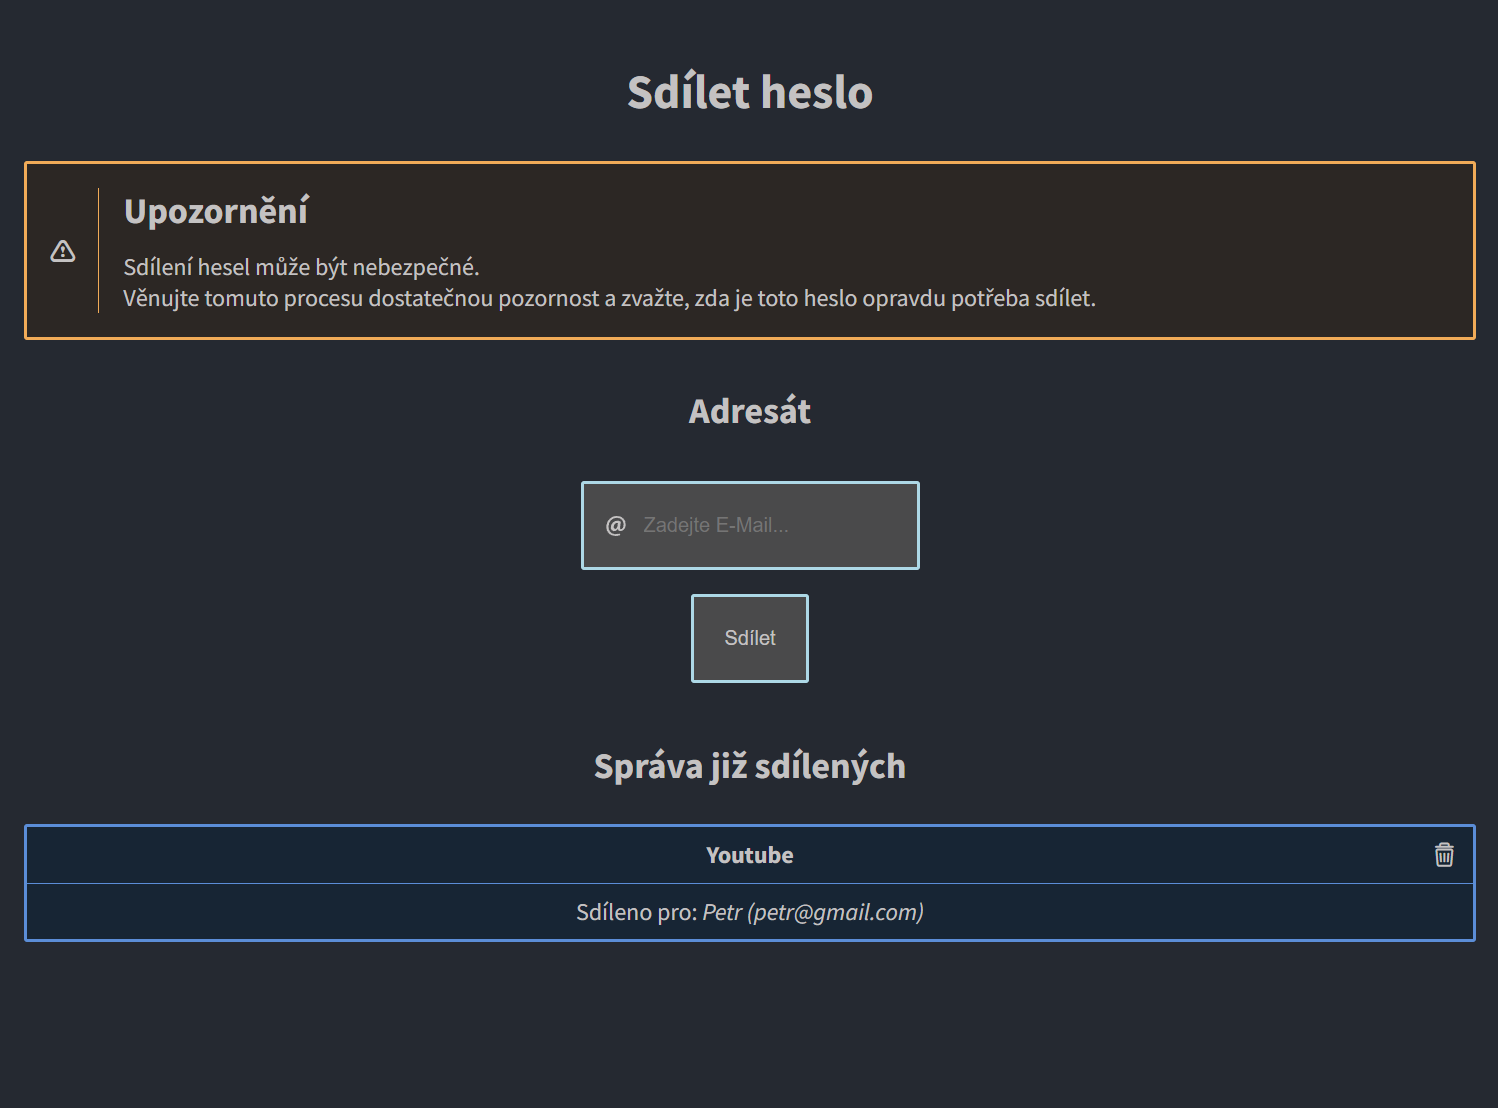 Sdílet heslo
Upozornění
Sdílení hesel může být nebezpečné.
Věnujte tomuto procesu dostatečnou pozornost a zvažte, zda je toto heslo opravdu potřeba sdílet.
Adresát
@ Zadejte E-Mail...
Sdílet
Správa již sdílených
Youtube
Sdíleno pro: Petr (petr@gmail.com)